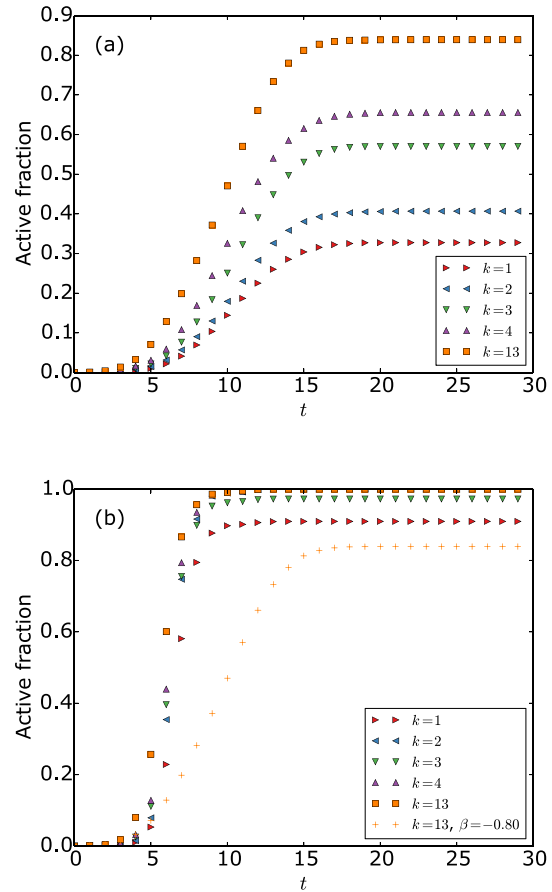 (a)
Active fraction
0.9
0.8
0.7
0.6
0.5
0.4
0.3
0.2
0.1
0.0
k=1
k=2
k=3
k=4
k=13
0 5 10 15 20 25 30
t
(b)
Active fraction
1.0
0.8
0.6
0.4
0.2
0.0
k=1
k=2
k=3
k=4
k=13
k=13, β=−0.80
0 5 10 15 20 25 30
t